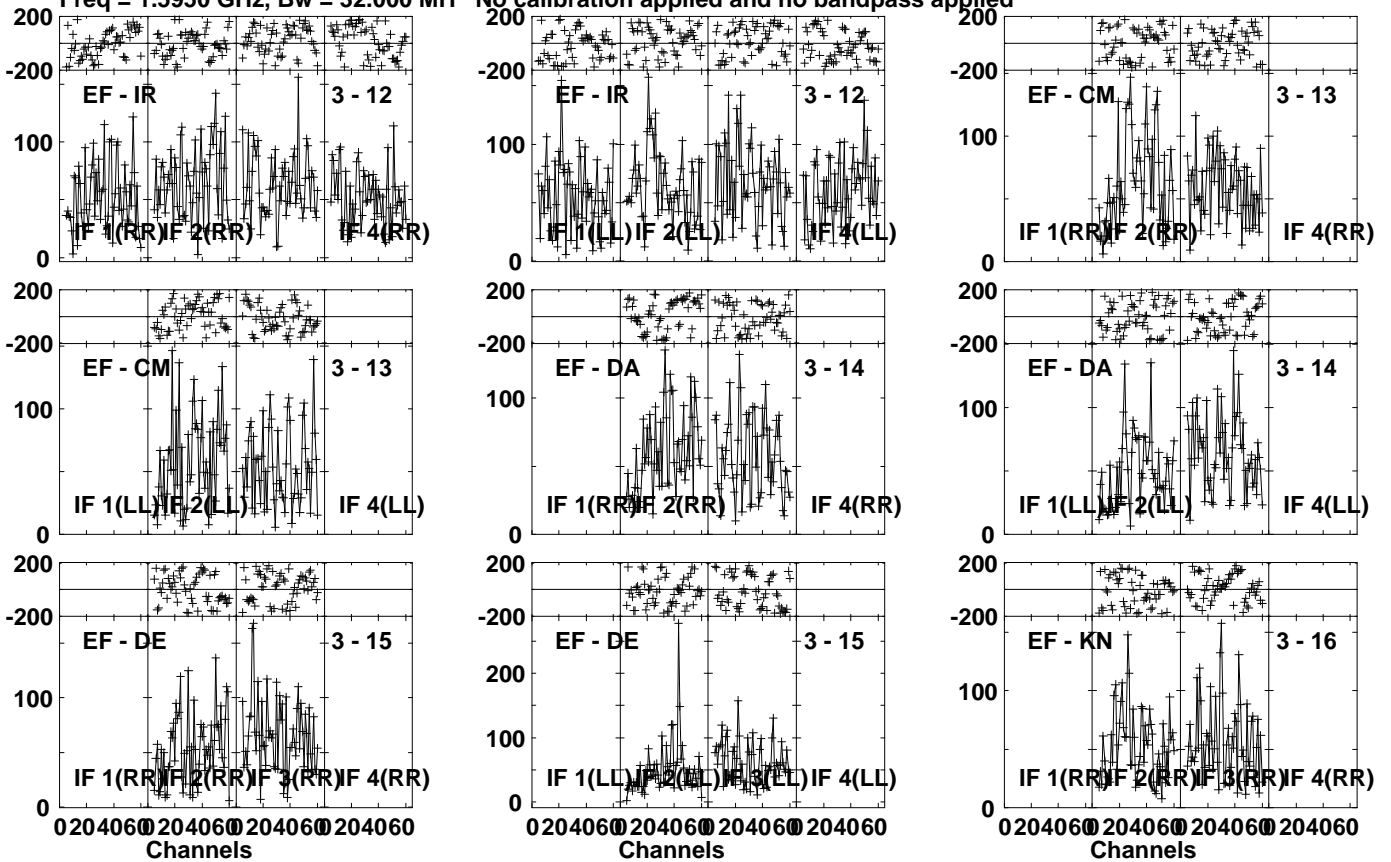 Freq = 1.5950 GHz, Bw = 32.000 MH No calibration applied and no bandpass applied
200
-200
EF - IR
3 - 12
100
IF 1(RR) IF 2(RR) IF 4(RR)
0
200
-200
EF - IR
3 - 12
100
IF 1(LL) IF 2(LL) IF 4(LL)
0
200
-200
EF - CM
3 - 13
100
IF 1(RR) IF 2(RR) IF 4(RR)
0
200
-200
EF - CM
3 - 13
100
IF 1(LL) IF 2(LL) IF 4(LL)
0
200
-200
EF - DA
3 - 14
100
IF 1(RR) IF 2(RR) IF 4(RR)
0
200
-200
EF - DA
3 - 14
100
IF 1(LL) IF 2(LL) IF 4(LL)
0
200
-200
EF - DE
3 - 15
100
IF 1(RR) IF 2(RR) IF 3(RR) IF 4(RR)
0
0 20 40 60 0 20 40 60 0 20 40 60 0 20 40 60
Channels
200
-200
EF - DE
3 - 15
200
100
IF 1(LL) IF 2(LL) IF 3(LL) IF 4(LL)
0
0 20 40 60 0 20 40 60 0 20 40 60 0 20 40 60
Channels
200
-200
EF - KN
3 - 16
100
IF 1(RR) IF 2(RR) IF 3(RR) IF 4(RR)
0
0 20 40 60 0 20 40 60 0 20 40 60 0 20 40 60
Channels